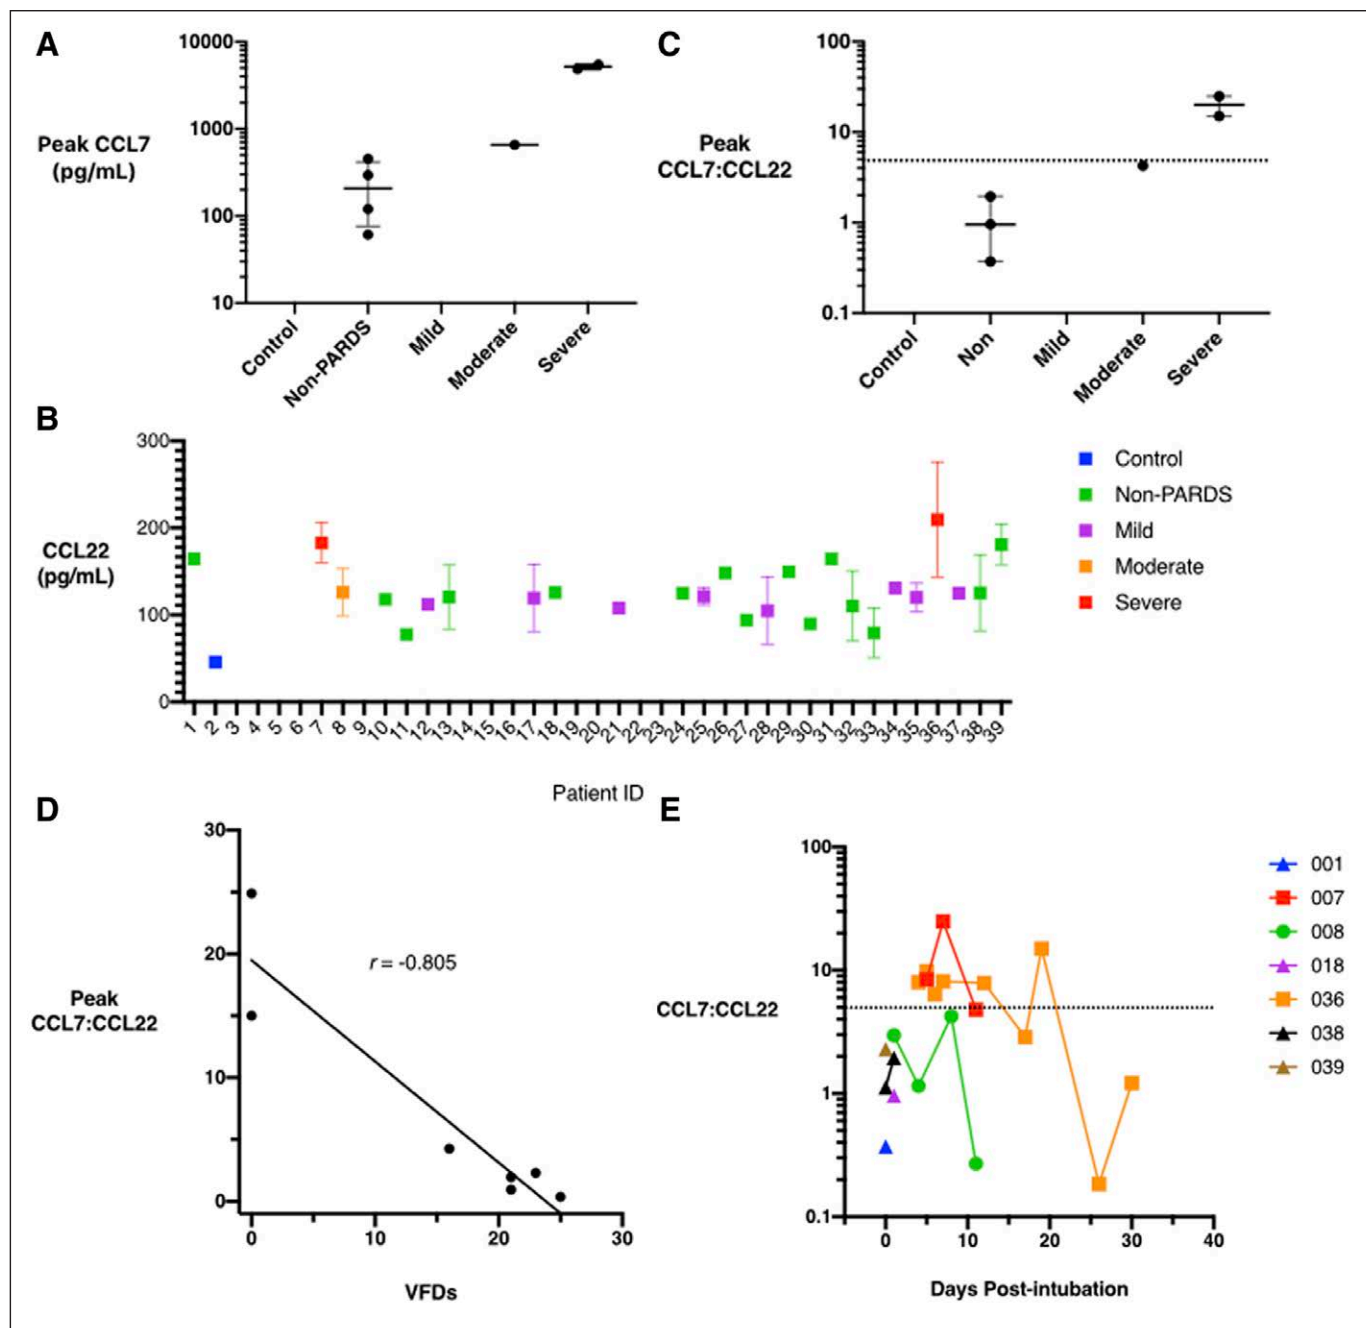 A
Peak CCL7
(pg/mL)
10000
1000
100
10
Control
Non-PARDS
Mild
Moderate
Severe
C
Peak
CCL7:CCL22
100
10
1
0.1
Control
Non
Mild
Moderate
Severe
B
CCL22
(pg/mL)
300
200
100
0
1
2
3
4
5
6
7
8
9
10
11
12
13
14
15
16
17
18
19
20
21
22
23
24
25
26
27
28
29
30
31
32
33
34
35
36
37
38
39
Patient ID
Control
Non-PARDS
Mild
Moderate
Severe
D
Peak
CCL7:CCL22
30
20
10
0
r = -0.805
0
10
20
30
VFDs
E
CCL7:CCL22
100
10
1
0.1
0
10
20
30
40
Days Post-intubation
001
007
008
018
036
038
039